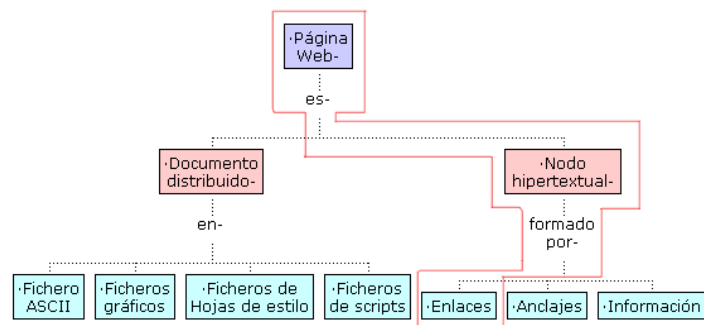 ·Página
Web-
es-
·Documento
distribuido-
·Nodo
hipertextual-
en-
formado
por-
·Fichero
ASCII
·Ficheros
gráficos
·Ficheros de
Hojas de estilo
·Ficheros
de scripts
·Enlaces
·Anclajes
·Información